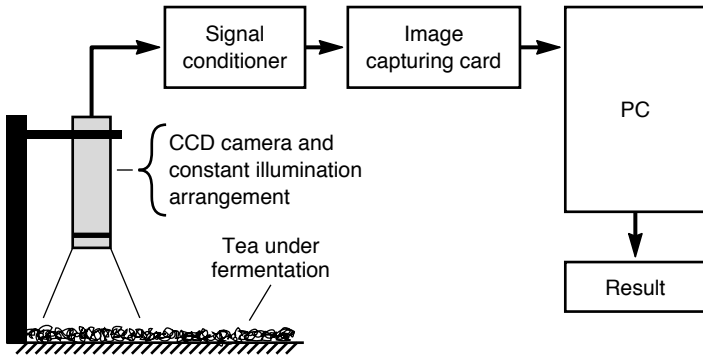 Signal
conditioner
Image
capturing card
PC
CCD camera and
constant illumination
arrangement
Tea under
fermentation
Result